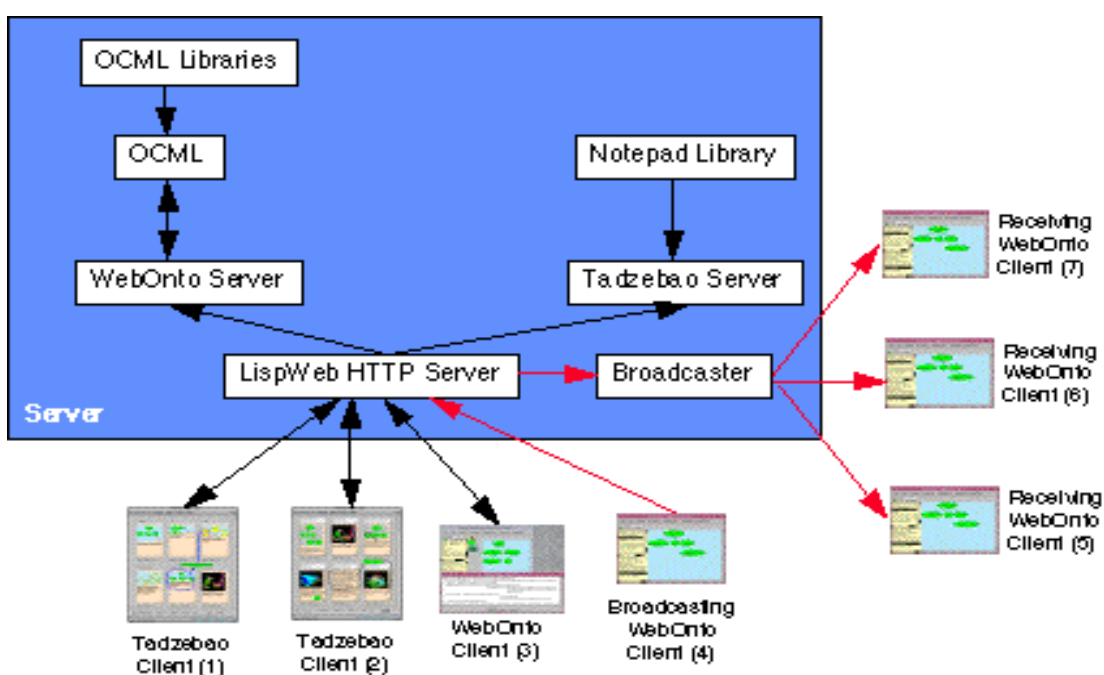 OCML Libraries
OCML
Notepad Library
WebOnto Server
Tadzebao Server
LispWeb HTTP Server
Broadcaster
Server
Receiving
WebOnto
Client (7)
Receiving
WebOnto
Client (6)
Receiving
WebOnto
Client (5)
Tadzebao
Client (1)
Tadzebao
Client (2)
WebOnto
Client (3)
Broadcasting
WebOnto
Client (4)